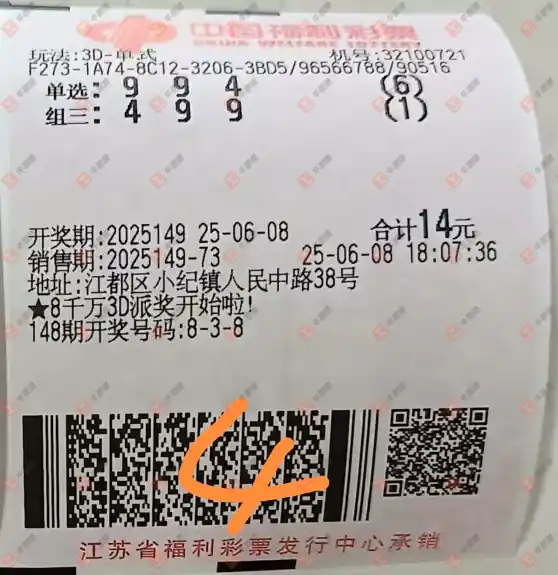 中国福利彩票
CHINA WELFARE LOTTERY
玩法:3D-单式 机号:32100721
F273-1A74-8C12-3206-3BD5/96566788/90516
单选: 9 9 4 (6)
组三: 4 9 9 (1)
开奖期:2025149 25-06-08 合计14元
销售期:2025149-73 25-06-08 18:07:36
地址:江都区小纪镇人民中路38号
★8千万3D派奖开始啦!
148期开奖号码:8-3-8
4
江苏省福利彩票发行中心承销